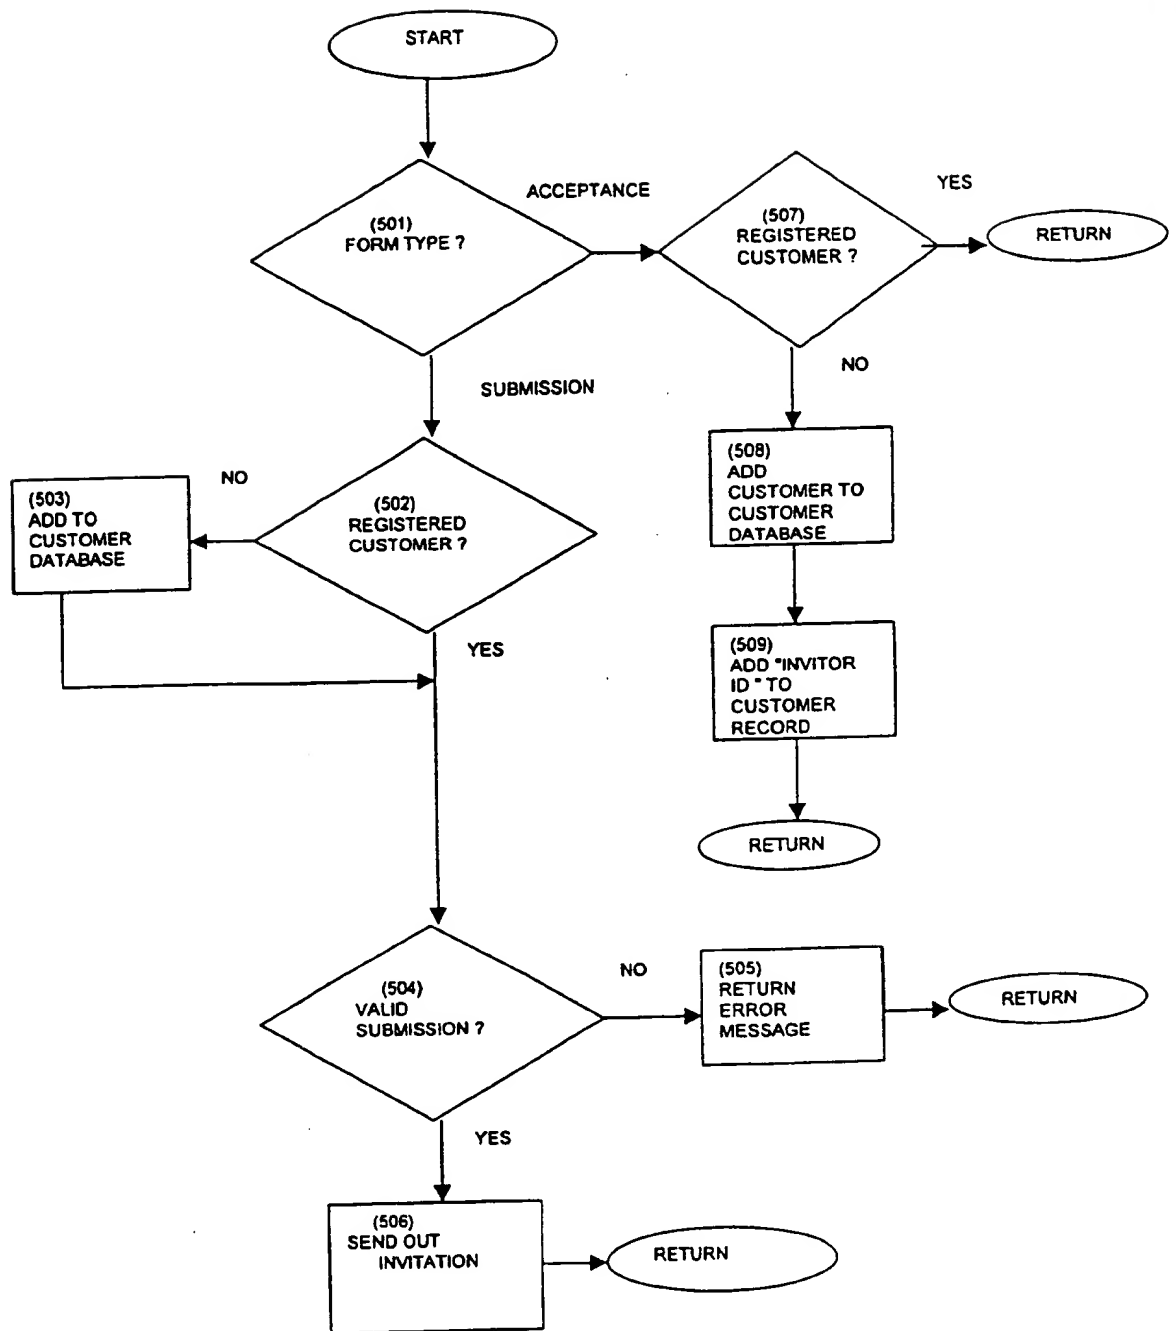 START
ACCEPTANCE
YES
(501)
FORM TYPE ?
(507)
REGISTERED
CUSTOMER ?
RETURN
SUBMISSION
NO
(508)
ADD
CUSTOMER TO
CUSTOMER
DATABASE
NO
(503)
ADD TO
CUSTOMER
DATABASE
(502)
REGISTERED
CUSTOMER ?
YES
(509)
ADD "INVITOR
ID " TO
CUSTOMER
RECORD
RETURN
(504)
VALID
SUBMISSION ?
NO
(505)
RETURN
ERROR
MESSAGE
RETURN
YES
(506)
SEND OUT
INVITATION
RETURN